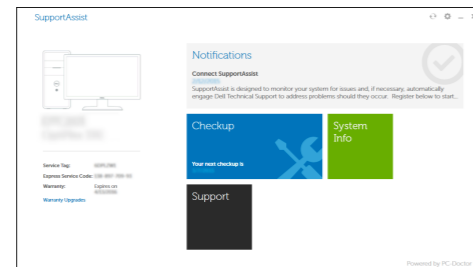 SupportAssist
Notifications
Connect SupportAssist
SupportAssist is designed to monitor your system for issues and, if necessary, automatically
engage Dell Technical Support to address problems should they occur. Register below to start...
Checkup
Your next checkup is
System
Info
Support
Service Tag:
Express Service Code:
Warranty: Expires on
Warranty Upgrades
Powered by PC-Doctor